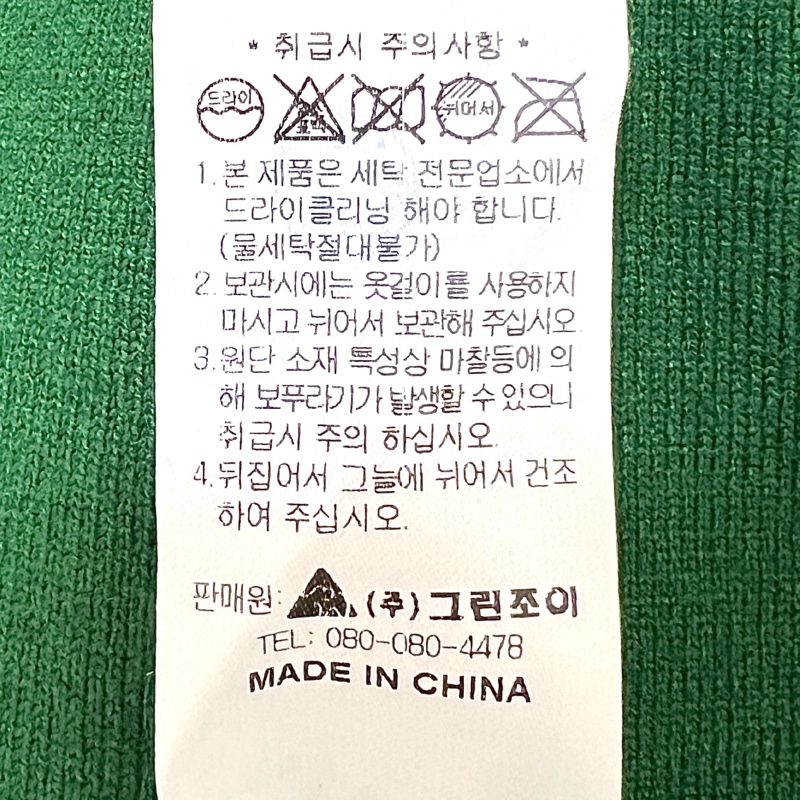 * 취급시 주의사항 *
드라이 표백 뉘어서
1. 본 제품은 세탁 전문업소에서
드라이클리닝 해야 합니다.
(물세탁절대불가)
2. 보관시에는 옷걸이를 사용하지
마시고 뉘어서 보관해 주십시오.
3. 원단 소재 특성상 마찰등에 의
해 보푸라기가 발생할 수 있으니
취급시 주의 하십시오.
4. 뒤집어서 그늘에 뉘어서 건조
하여 주십시오.
판매원: (주)그린조이
TEL: 080-080-4478
MADE IN CHINA